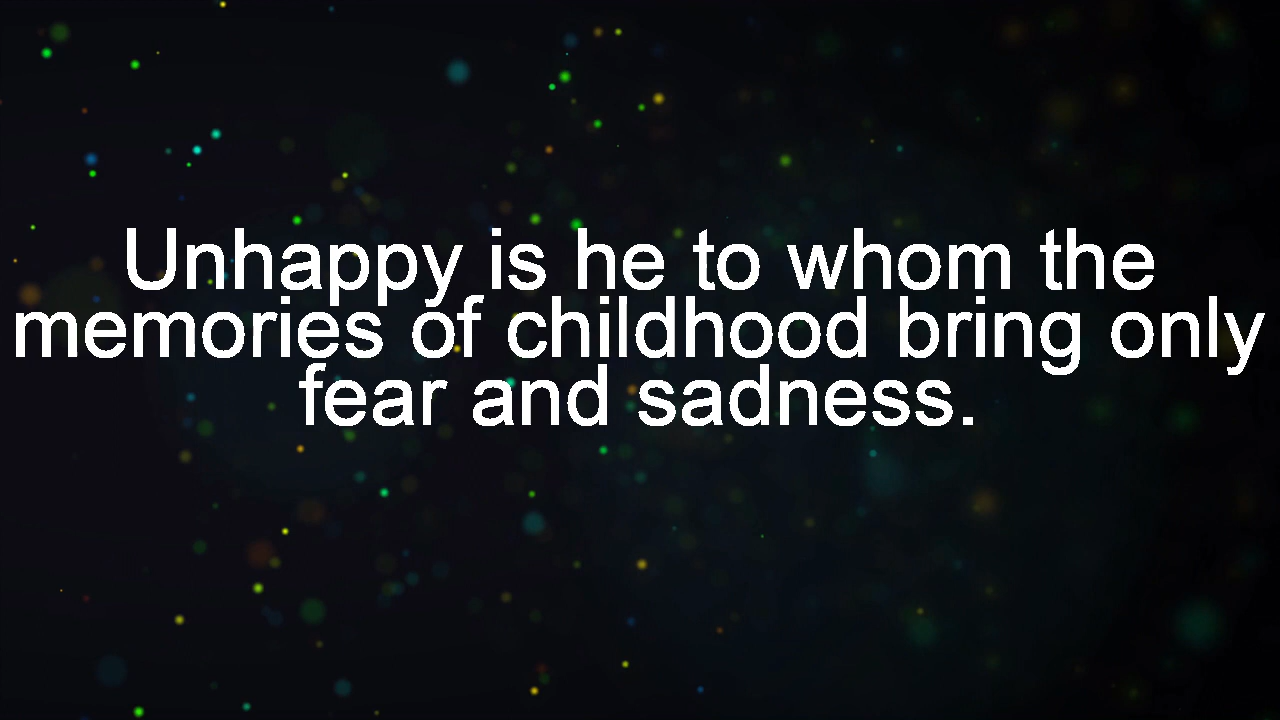 Unhappy is he to whom the
memories of childhood bring only
fear and sadness.